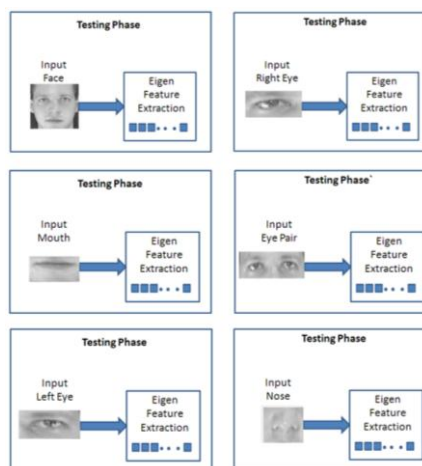 Testing Phase
Input
Face
Eigen
Feature
Extraction
Testing Phase
Input
Right Eye
Eigen
Feature
Extraction
Testing Phase
Input
Mouth
Eigen
Feature
Extraction
Testing Phase`
Input
Eye Pair
Eigen
Feature
Extraction
Testing Phase
Input
Left Eye
Eigen
Feature
Extraction
Testing Phase
Input
Nose
Eigen
Feature
Extraction